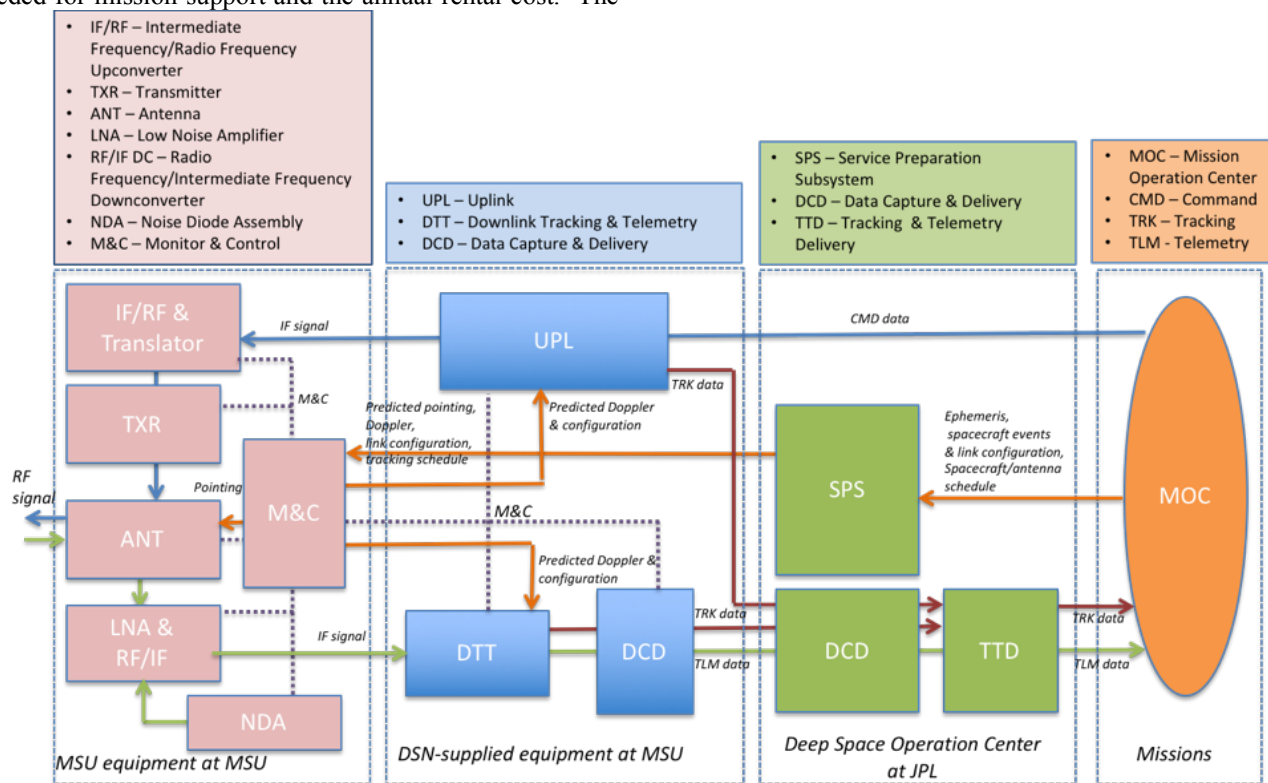 eeded for mission support and the annual rental cost. The
• IF/RF – Intermediate
Frequency/Radio Frequency
Upconverter
• TXR – Transmitter
• ANT – Antenna
• LNA – Low Noise Amplifier
• RF/IF DC – Radio
Frequency/Intermediate Frequency
Downconverter
• NDA – Noise Diode Assembly
• M&C – Monitor & Control
• UPL – Uplink
• DTT – Downlink Tracking & Telemetry
• DCD – Data Capture & Delivery
• SPS – Service Preparation
Subsystem
• DCD – Data Capture & Delivery
• TTD – Tracking & Telemetry
Delivery
• MOC – Mission
Operation Center
• CMD – Command
• TRK – Tracking
• TLM - Telemetry
IF/RF &
Translator
TXR
ANT
LNA &
RF/IF
NDA
M&C
M&C
Pointing
RF
signal
IF signal
IF signal
MSU equipment at MSU
UPL
TRK data
Predicted pointing,
Doppler,
link configuration,
tracking schedule
Predicted Doppler
& configuration
M&C
Predicted Doppler &
configuration
DTT
DCD
TRK data
TLM data
DSN-supplied equipment at MSU
CMD data
SPS
Ephemeris,
spacecraft events
& link configuration,
Spacecraft/antenna
schedule
DCD
TTD
Deep Space Operation Center
at JPL
MOC
TRK data
TLM data
Missions